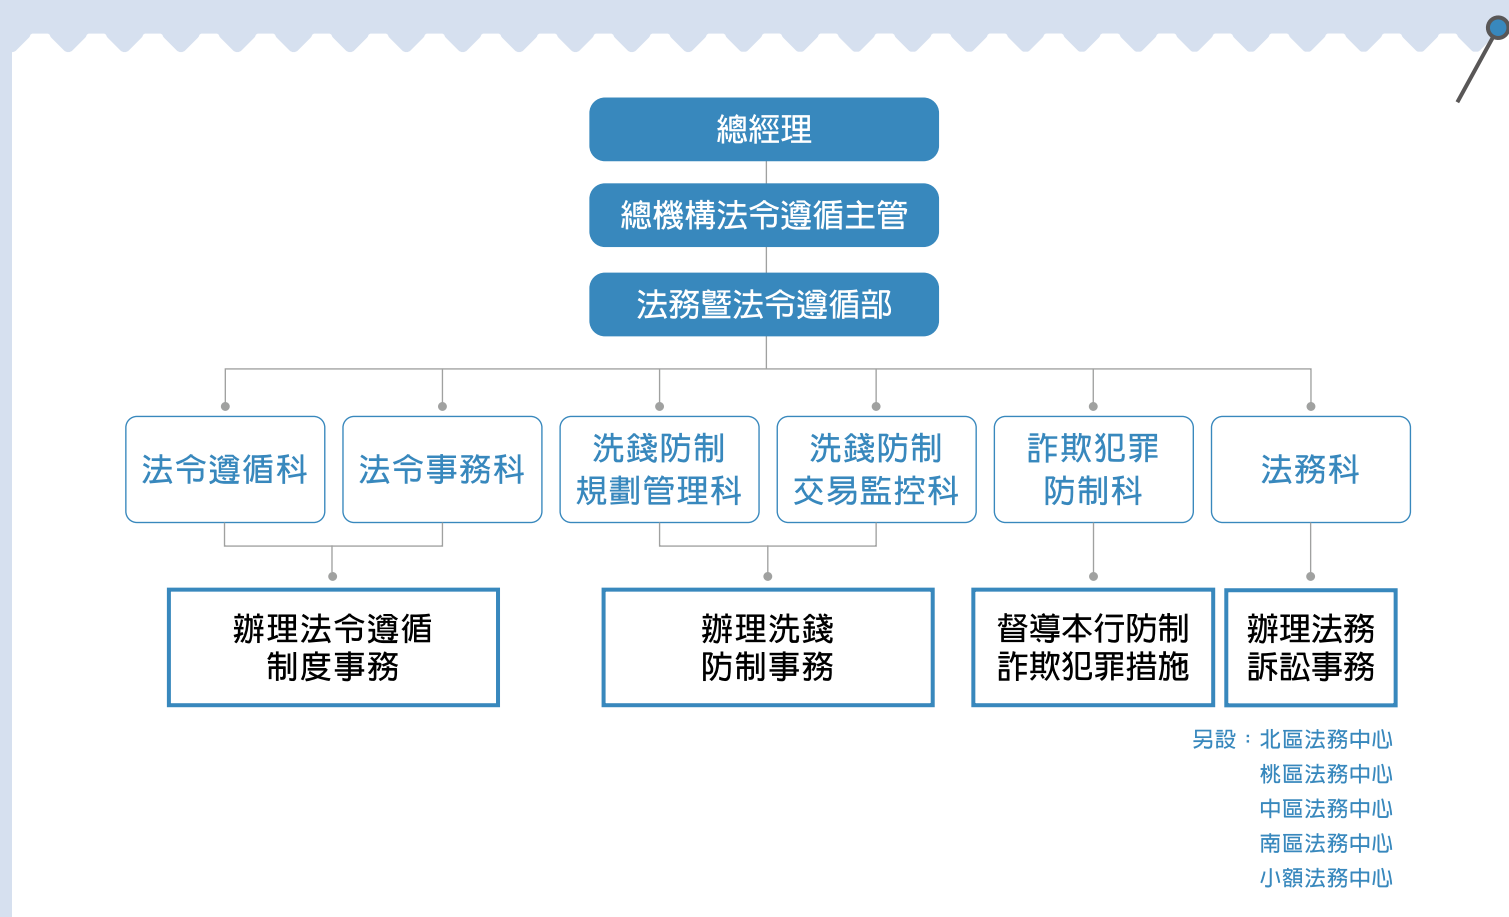 總經理
總機構法令遵循主管
法務暨法令遵循部
法令遵循科
法令事務科
洗錢防制
規劃管理科
洗錢防制
交易監控科
詐欺犯罪
防制科
法務科
辦理法令遵循
制度事務
辦理洗錢
防制事務
督導本行防制
詐欺犯罪措施
辦理法務
訴訟事務
另設：北區法務中心
桃區法務中心
中區法務中心
南區法務中心
小額法務中心